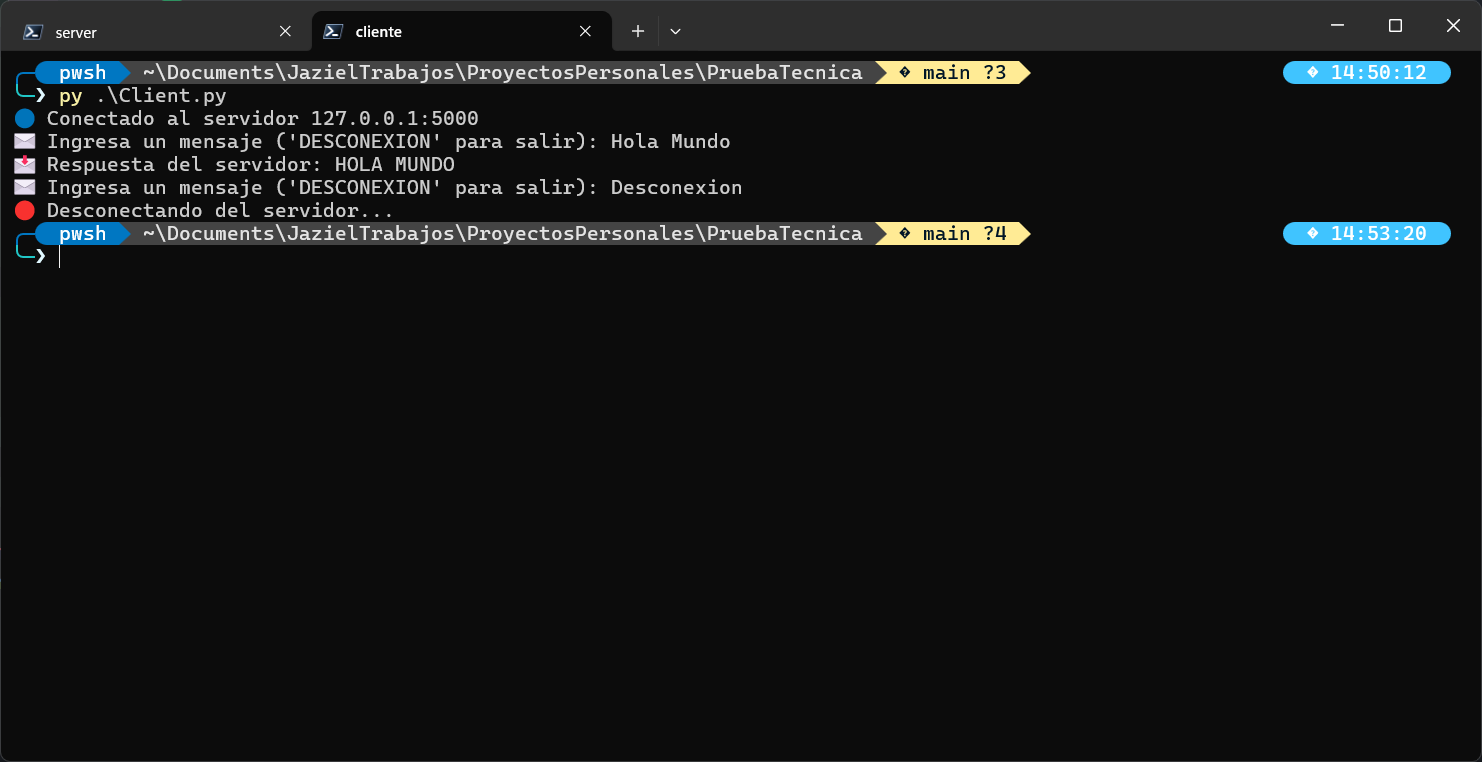 server
cliente
pwsh ~\Documents\JazielTrabajos\ProyectosPersonales\PruebaTecnica main ?3 14:50:12
❯ py .\Client.py
Conectado al servidor 127.0.0.1:5000
Ingresa un mensaje ('DESCONEXION' para salir): Hola Mundo
Respuesta del servidor: HOLA MUNDO
Ingresa un mensaje ('DESCONEXION' para salir): Desconexion
Desconectando del servidor...
pwsh ~\Documents\JazielTrabajos\ProyectosPersonales\PruebaTecnica main ?4 14:53:20
❯